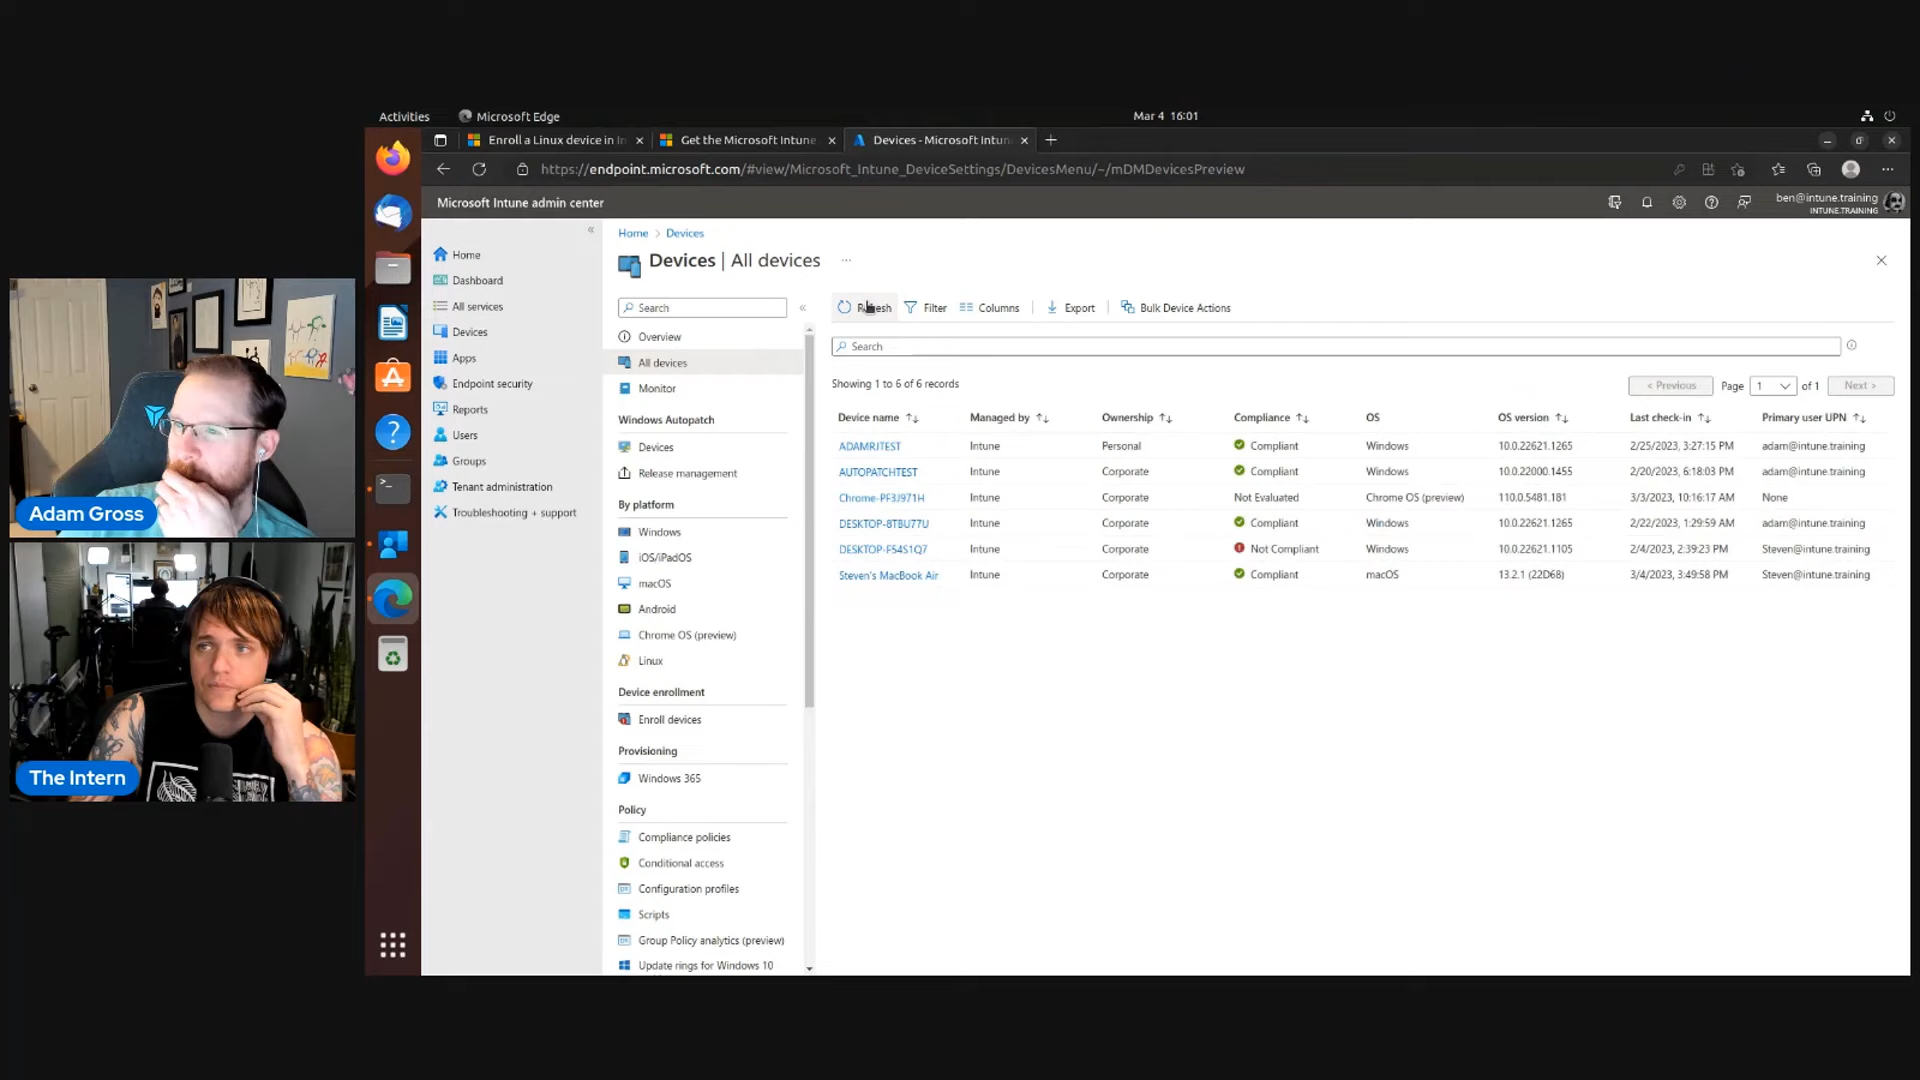 Activities
Microsoft Edge
Mar 4 16:01
Enroll a Linux device in In
Get the Microsoft Intune
Devices - Microsoft Intun
https://endpoint.microsoft.com/#view/Microsoft_Intune_DeviceSettings/DevicesMenu/~/mDMDevicesPreview
Microsoft Intune admin center
ben@intune.training
INTUNE.TRAINING
Home
Dashboard
All services
Devices
Apps
Endpoint security
Reports
Users
Groups
Tenant administration
Troubleshooting + support
Home > Devices
Devices | All devices
Search
Overview
All devices
Monitor
Windows Autopatch
Devices
Release management
By platform
Windows
iOS/iPadOS
macOS
Android
Chrome OS (preview)
Linux
Device enrollment
Enroll devices
Provisioning
Windows 365
Policy
Compliance policies
Conditional access
Configuration profiles
Scripts
Group Policy analytics (preview)
Update rings for Windows 10
Refresh Filter Columns Export Bulk Device Actions
Search
Showing 1 to 6 of 6 records
< Previous Page 1 of 1 Next >
Device name Managed by Ownership Compliance OS OS version Last check-in Primary user UPN
ADAMRJTEST Intune Personal Compliant Windows 10.0.22621.1265 2/25/2023, 3:27:15 PM adam@intune.training
AUTOPATCHTEST Intune Corporate Compliant Windows 10.0.22000.1455 2/20/2023, 6:18:03 PM adam@intune.training
Chrome-PF3J971H Intune Corporate Not Evaluated Chrome OS (preview) 110.0.5481.181 3/3/2023, 10:16:17 AM None
DESKTOP-8TBU77U Intune Corporate Compliant Windows 10.0.22621.1265 2/22/2023, 1:29:59 AM adam@intune.training
DESKTOP-F54S1Q7 Intune Corporate Not Compliant Windows 10.0.22621.1105 2/4/2023, 2:39:23 PM Steven@intune.training
Steven's MacBook Air Intune Corporate Compliant macOS 13.2.1 (22D68) 3/4/2023, 3:49:58 PM Steven@intune.training
Adam Gross
The Intern